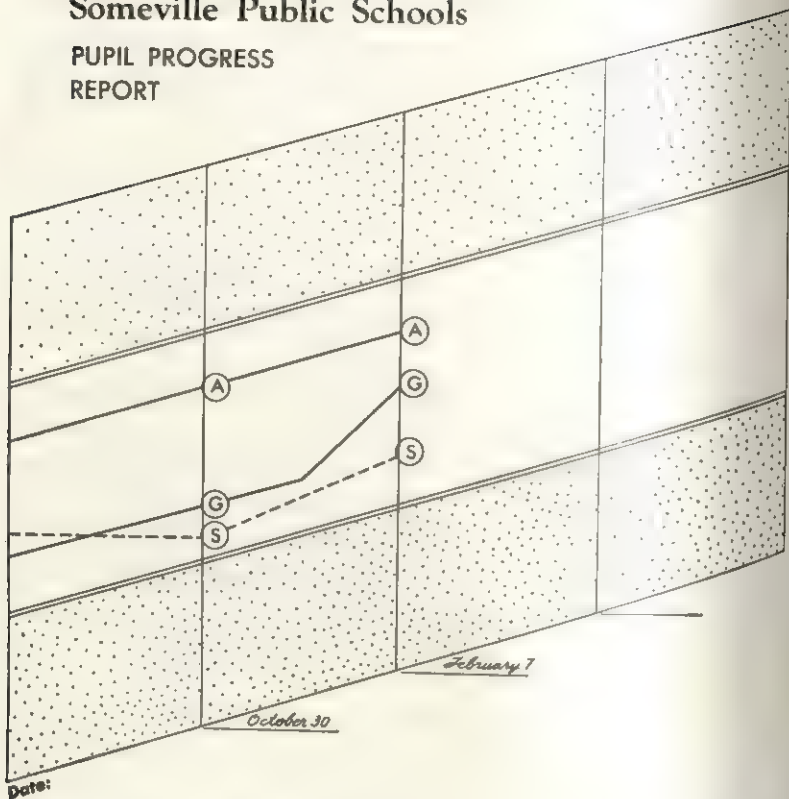 Someville Public Schools
PUPIL PROGRESS
REPORT
A
A
G
G
S
S
February 7
October 30
Date: